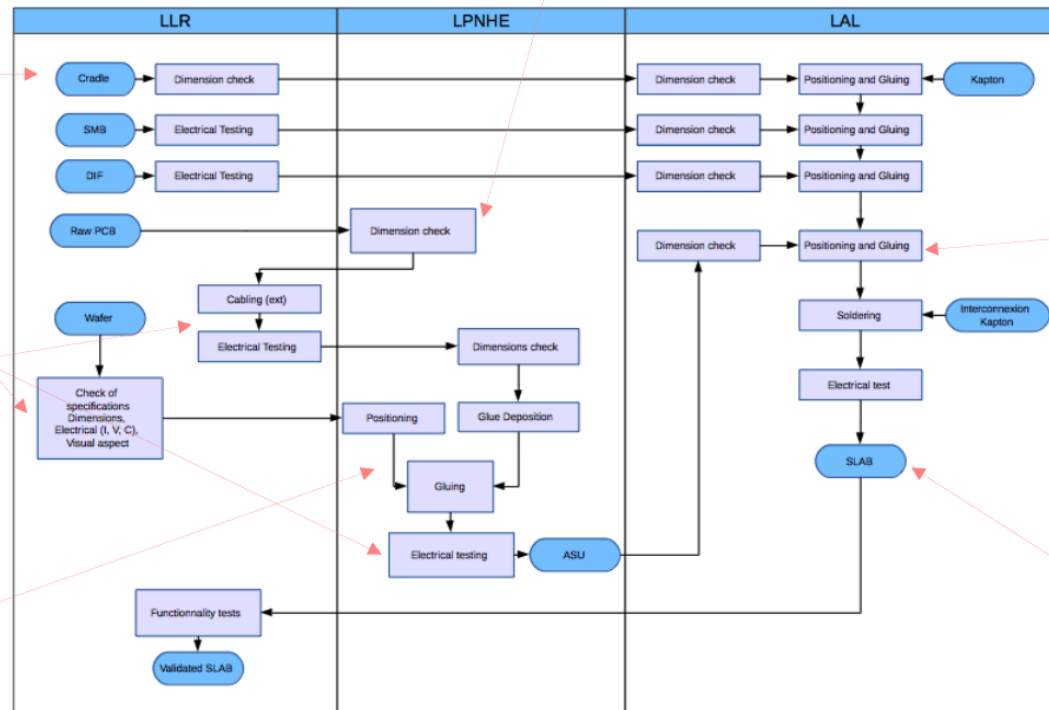 LLR
LPNHE
LAL
Cradle
Dimension check
Dimension check
Positioning and Gluing
Kapton
SMB
Electrical Testing
Dimension check
Positioning and Gluing
DIF
Electrical Testing
Dimension check
Positioning and Gluing
Raw PCB
Dimension check
Dimension check
Positioning and Gluing
Cabling (ext)
Wafer
Soldering
Interconnexion
Kapton
Electrical Testing
Dimensions check
Check of
specifications
Dimensions,
Electrical (I, V, C),
Visual aspect
Positioning
Glue Deposition
Electrical test
SLAB
Gluing
Electrical testing
ASU
Functionnality tests
Validated SLAB